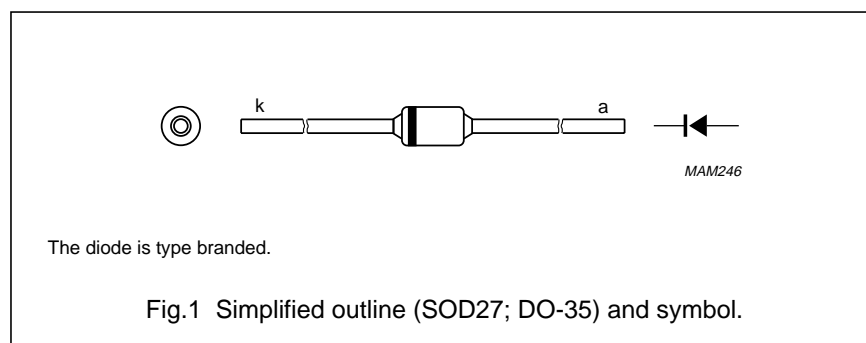 k
a
MAM246
The diode is type branded.
Fig.1 Simplified outline (SOD27; DO-35) and symbol.